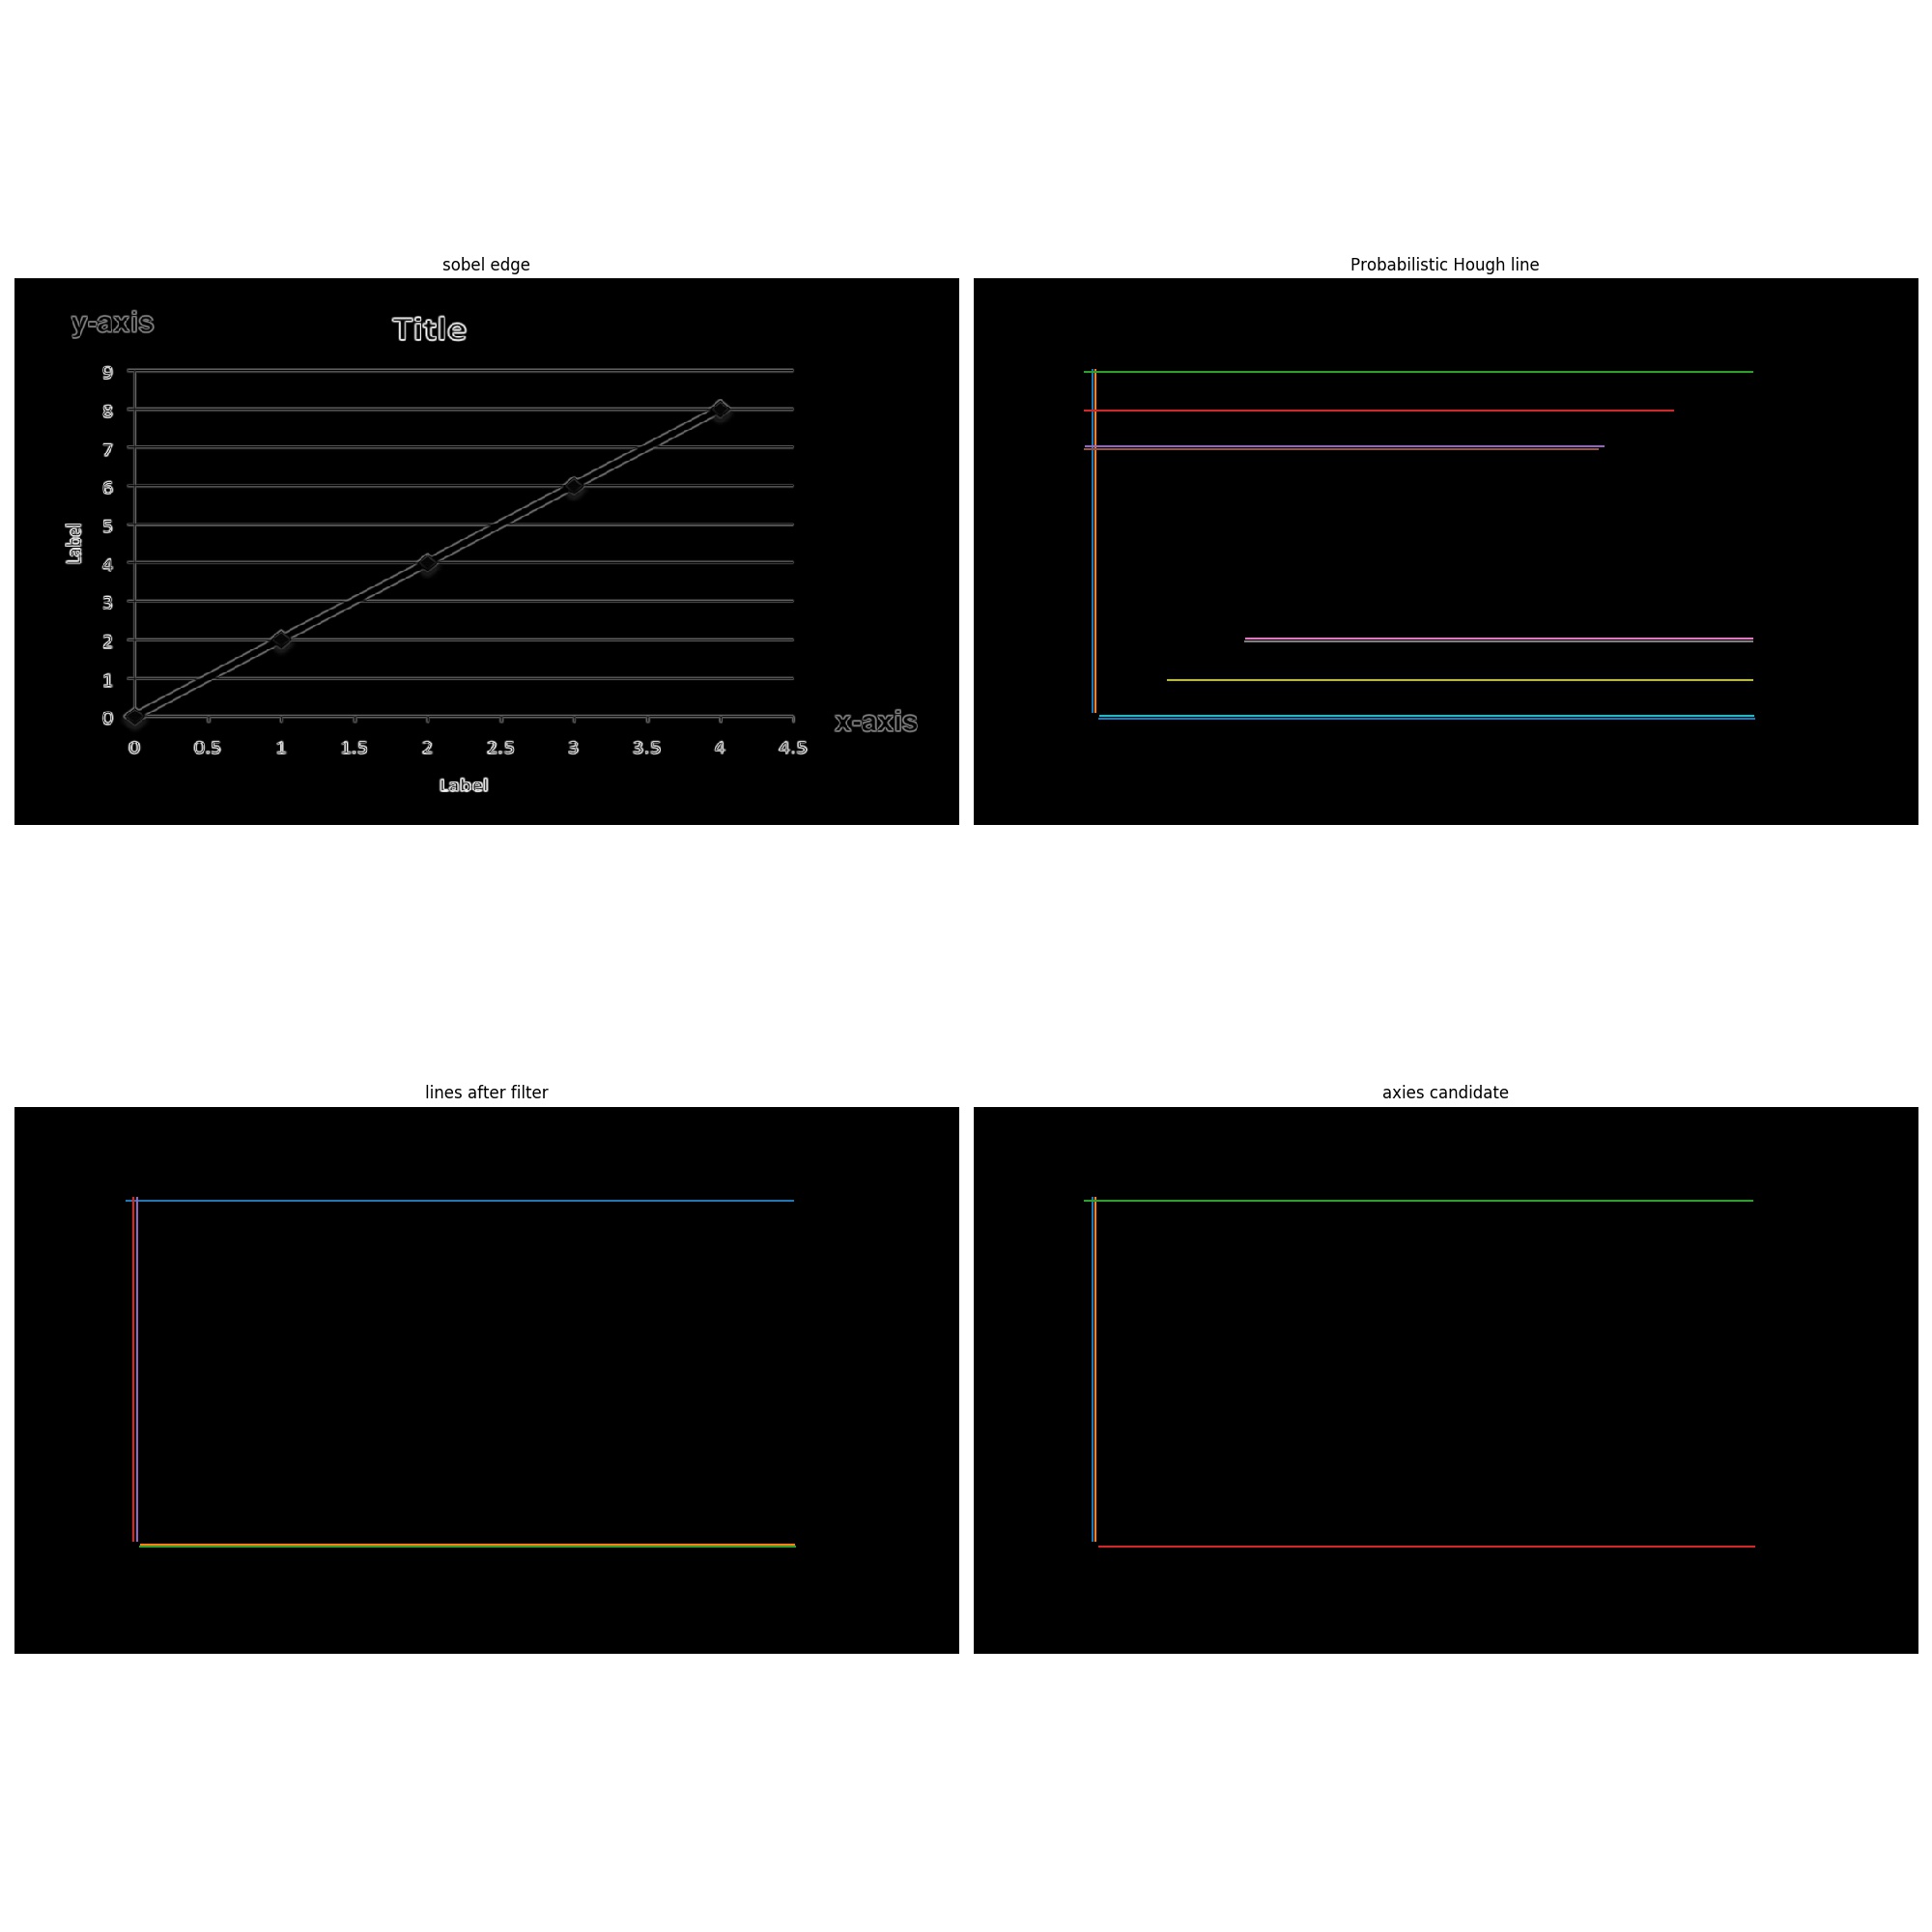 sobel edge
Probabilistic Hough line
y-axis
Title
9
8
7
6
5
Label
4
3
2
1
0
x-axis
0 0.5 1 1.5 2 2.5 3 3.5 4 4.5
Label
lines after filter
axies candidate